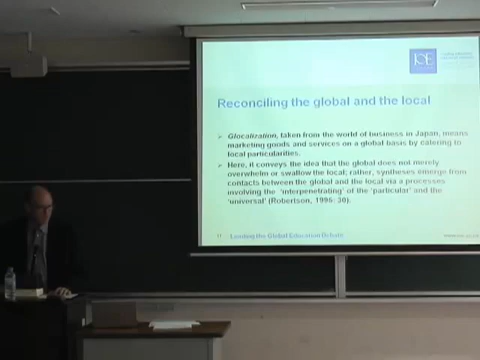 IOE
Reconciling the global and the local
Glocalization, taken from the world of business in Japan, means
marketing goods and services on a global basis by catering to
local particularities.
Here, it conveys the idea that the global does not merely
overwhelm or swallow the local; rather, syntheses emerge from
contacts between the global and the local via a processes
involving the 'interpenetrating' of the 'particular' and the
'universal' (Robertson, 1995: 30).
Leading the Global Education Debate